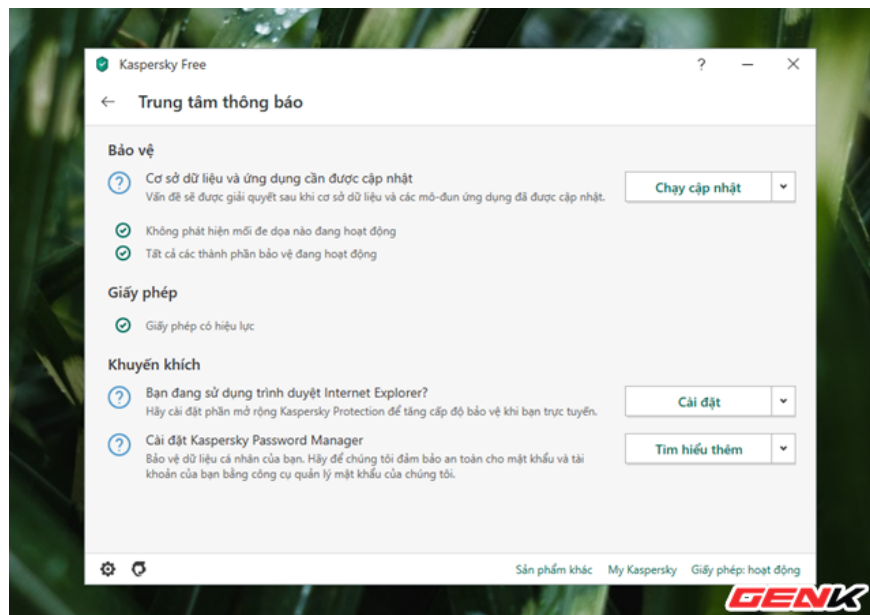 Kaspersky Free
?
Trung tâm thông báo
Bảo vệ
Cơ sở dữ liệu và ứng dụng cần được cập nhật
Vấn đề sẽ được giải quyết sau khi cơ sở dữ liệu và các mô-đun ứng dụng đã được cập nhật.
Chạy cập nhật
Không phát hiện mối đe dọa nào đang hoạt động
Tất cả các thành phần bảo vệ đang hoạt động
Giấy phép
Giấy phép có hiệu lực
Khuyến khích
Bạn đang sử dụng trình duyệt Internet Explorer?
Hãy cài đặt phần mở rộng Kaspersky Protection để tăng cấp độ bảo vệ khi bạn trực tuyến.
Cài đặt
Cài đặt Kaspersky Password Manager
Bảo vệ dữ liệu cá nhân của bạn. Hãy để chúng tôi đảm bảo an toàn cho mật khẩu và tài
khoản của bạn bằng công cụ quản lý mật khẩu của chúng tôi.
Tìm hiểu thêm
Sản phẩm khác My Kaspersky Giấy phép: hoạt động
GENK